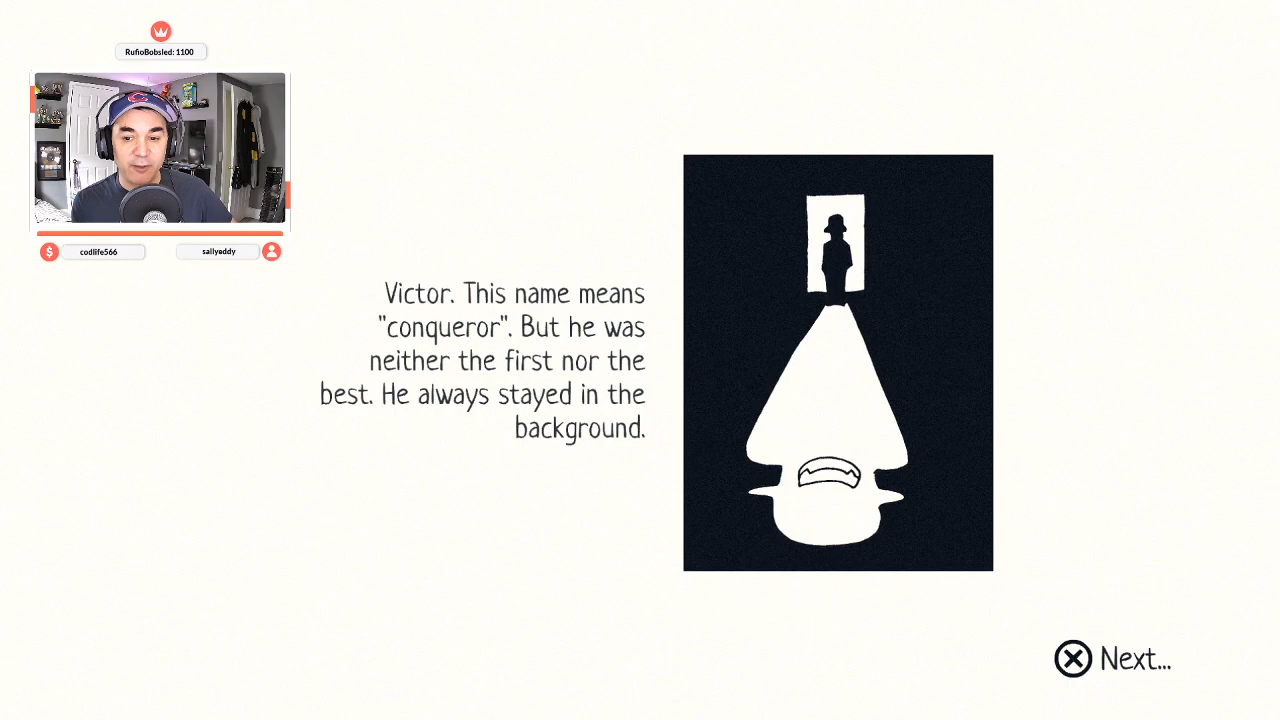 RufioBobsled: 1100
codlife566
sallyeddy
Victor. This name means
"conqueror". But he was
neither the first nor the
best. He always stayed in the
background.
Next...